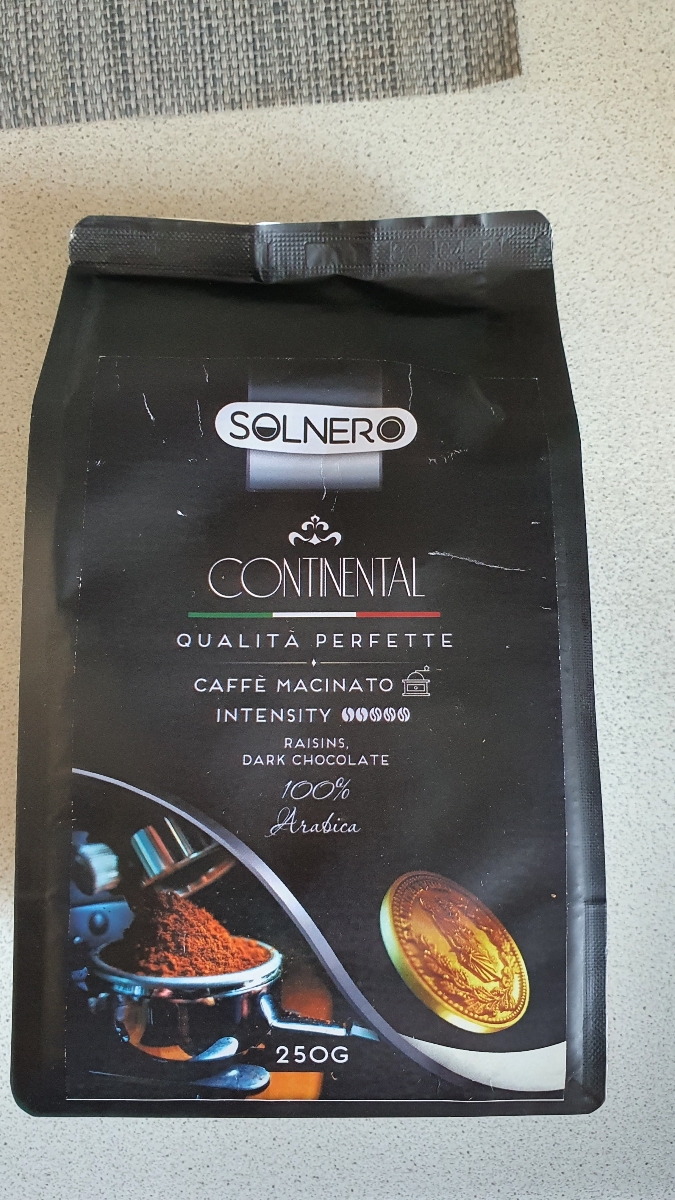 SOLNERO
CONTINENTAL
QUALITÀ PERFETTE
CAFFÈ MACINATO
INTENSITY
RAISINS,
DARK CHOCOLATE
100%
Arabica
250G